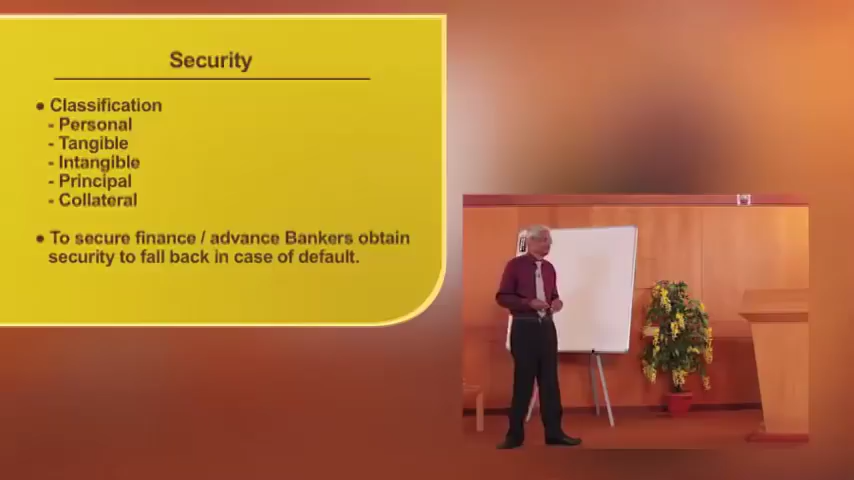 Security
● Classification
- Personal
- Tangible
- Intangible
- Principal
- Collateral
● To secure finance / advance Bankers obtain
security to fall back in case of default.